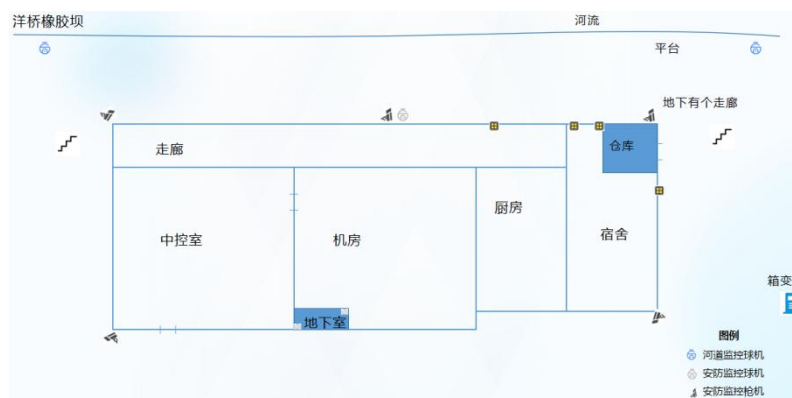 洋桥橡胶坝
河流
平台
地下有个走廊
走廊
仓库
厨房
中控室
机房
宿舍
箱变
地下室
图例
河道监控球机
安防监控球机
安防监控枪机